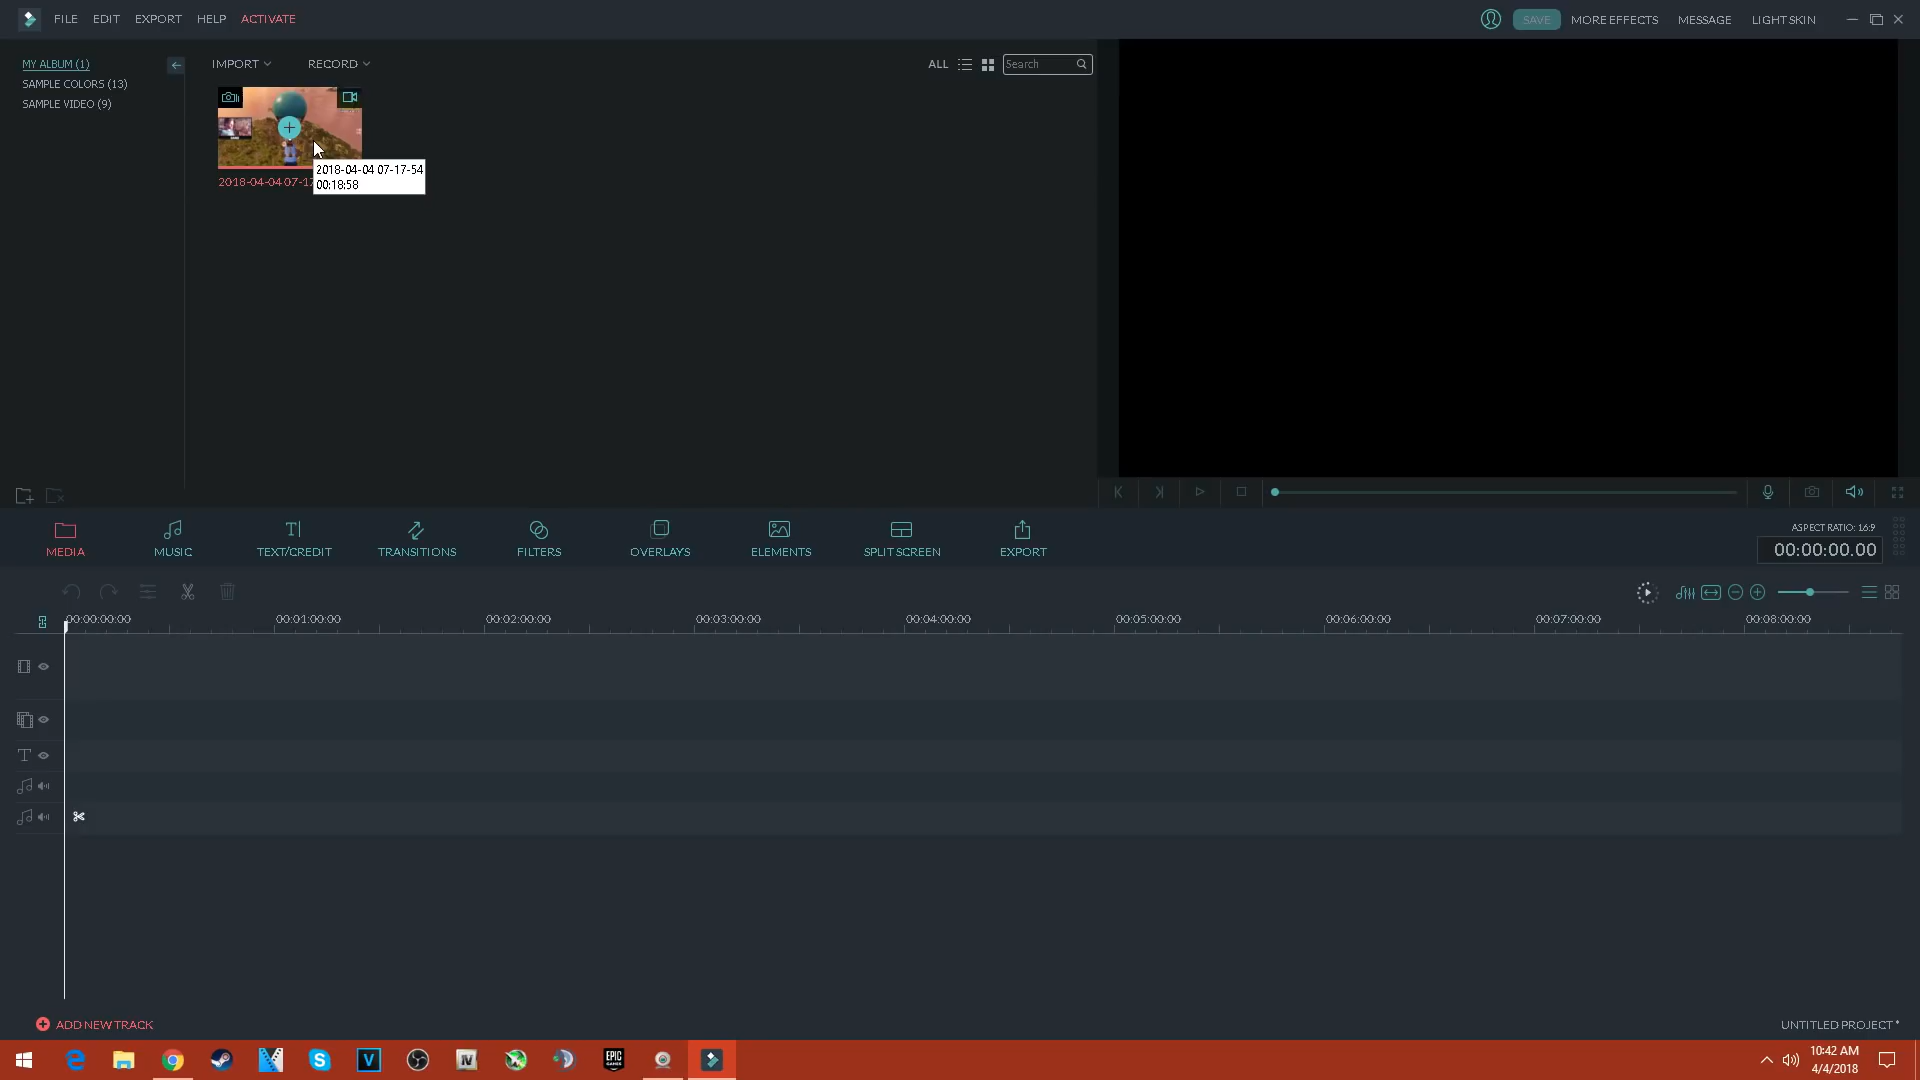 FILE EDIT EXPORT HELP ACTIVATE
SAVE MORE EFFECTS MESSAGE LIGHT SKIN
MY ALBUM (1)
SAMPLE COLORS (13)
SAMPLE VIDEO (9)
IMPORT RECORD
ALL Search
2018-04-04 07-17
2018-04-04 07-17-54
00:18:58
MEDIA MUSIC TEXT/CREDIT TRANSITIONS FILTERS OVERLAYS ELEMENTS SPLIT SCREEN EXPORT
ASPECT RATIO: 16:9
00:00:00.00
00:00:00:00 00:01:00:00 00:02:00:00 00:03:00:00 00:04:00:00 00:05:00:00 00:06:00:00 00:07:00:00 00:08:00:00
ADD NEW TRACK
UNTITLED PROJECT *
EPIC
GAMES
10:42 AM
4/4/2018